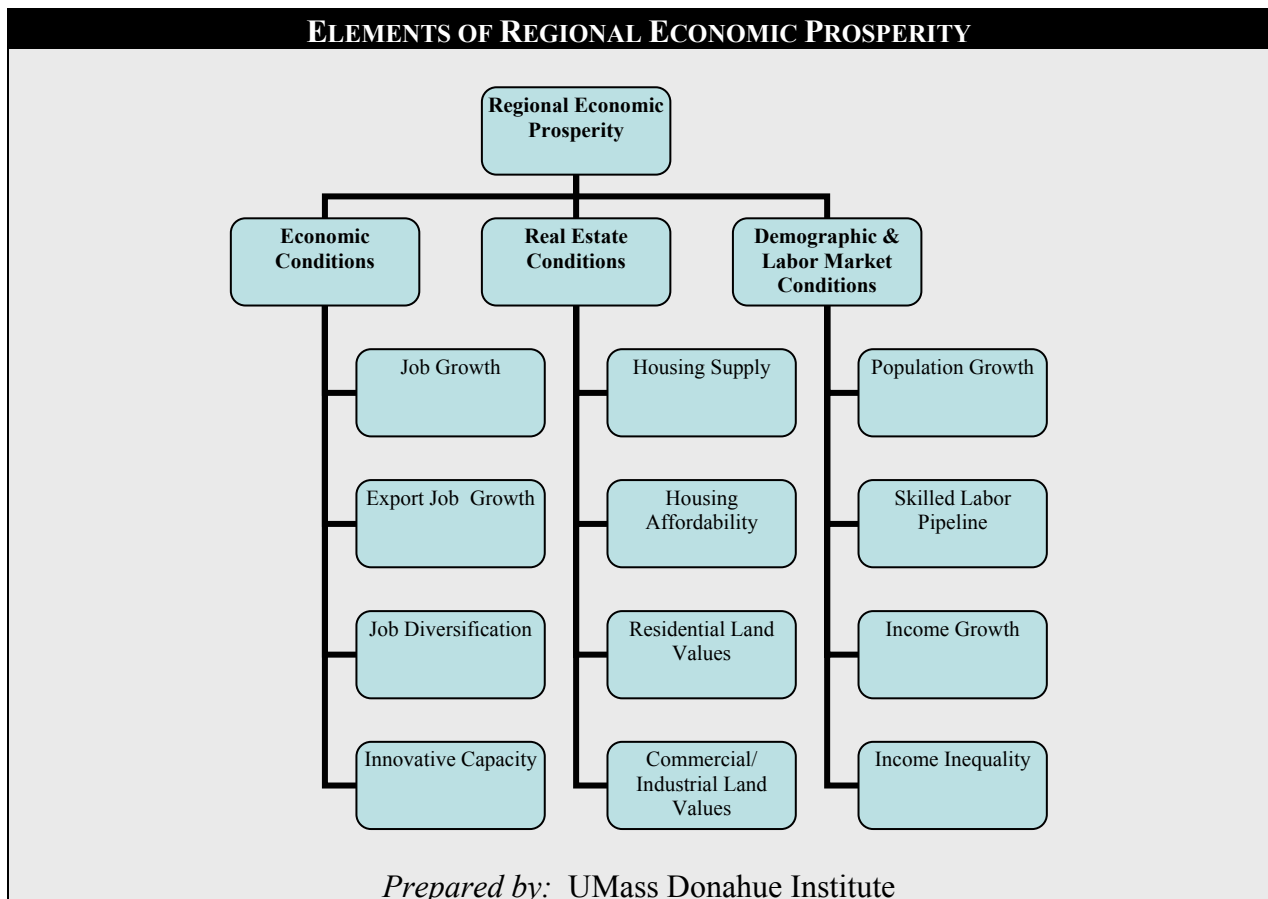 ELEMENTS OF REGIONAL ECONOMIC PROSPERITY
Regional Economic
Prosperity
Economic
Conditions
Real Estate
Conditions
Demographic &
Labor Market
Conditions
Job Growth
Housing Supply
Population Growth
Export Job Growth
Housing
Affordability
Skilled Labor
Pipeline
Job Diversification
Residential Land
Values
Income Growth
Innovative Capacity
Commercial/
Industrial Land
Values
Income Inequality
Prepared by: UMass Donahue Institute